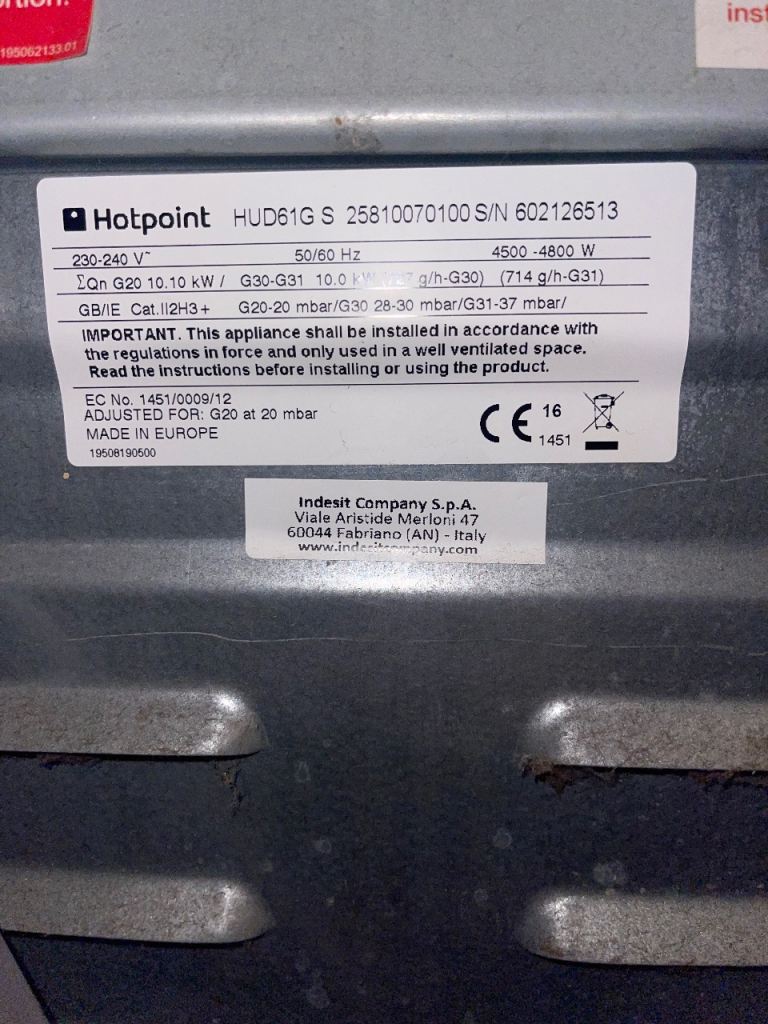 195062133.01
inst
Hotpoint HUD61G S 25810070100 S/N 602126513
230-240 V~ 50/60 Hz 4500 -4800 W
ΣQn G20 10.10 kW / G30-G31 10.0 kW g/h-G30) (714 g/h-G31)
GB/IE Cat.II2H3+ G20-20 mbar/G30 28-30 mbar/G31-37 mbar/
IMPORTANT. This appliance shall be installed in accordance with
the regulations in force and only used in a well ventilated space.
Read the instructions before installing or using the product.
EC No. 1451/0009/12
ADJUSTED FOR: G20 at 20 mbar
MADE IN EUROPE
19508190500
CE 16
1451
Indesit Company S.p.A.
Viale Aristide Merloni 47
60044 Fabriano (AN) - Italy
www.indesitcompany.com